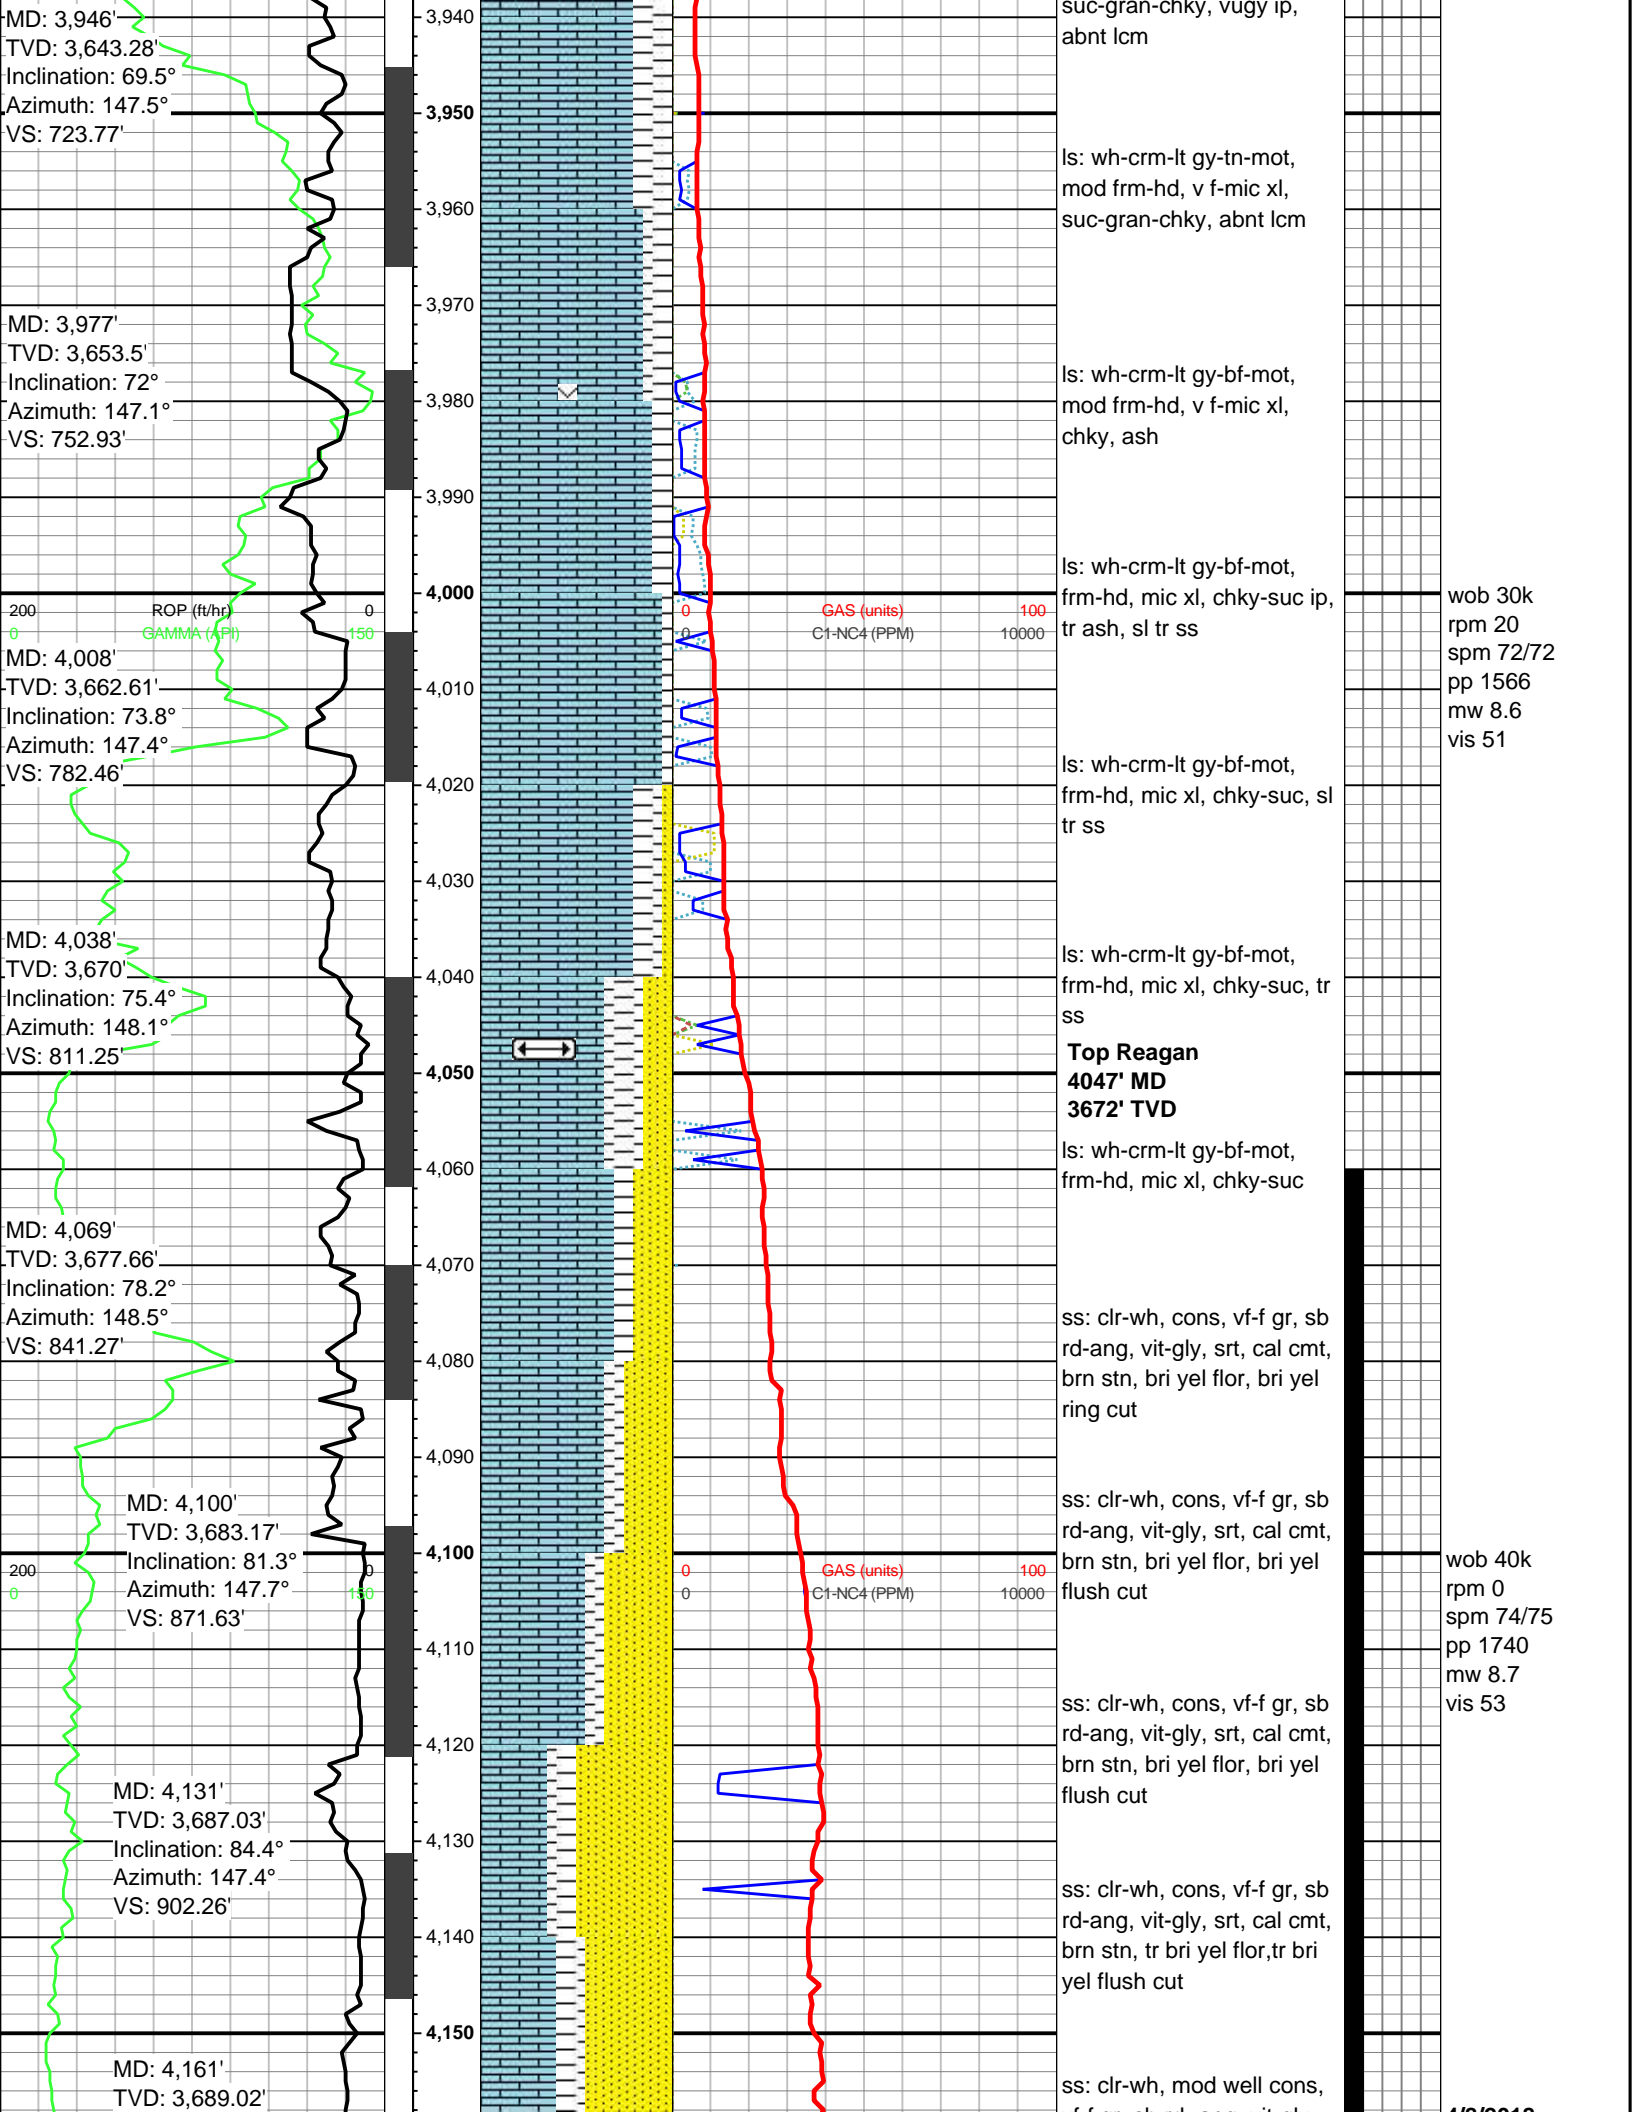 MD: 3,946'
TVD: 3,643.28'
Inclination: 69.5°
Azimuth: 147.5°
VS: 723.77'
MD: 3,977'
TVD: 3,653.5'
Inclination: 72°
Azimuth: 147.1°
VS: 752.93'
200 ROP (ft/hr) 0
0 GAMMA (API) 150
MD: 4,008'
TVD: 3,662.61'
Inclination: 73.8°
Azimuth: 147.4°
VS: 782.46'
MD: 4,038'
TVD: 3,670'
Inclination: 75.4°
Azimuth: 148.1°
VS: 811.25'
MD: 4,069'
TVD: 3,677.66'
Inclination: 78.2°
Azimuth: 148.5°
VS: 841.27'
MD: 4,100'
TVD: 3,683.17'
Inclination: 81.3°
Azimuth: 147.7°
VS: 871.63'
200 0
0 150
MD: 4,131'
TVD: 3,687.03'
Inclination: 84.4°
Azimuth: 147.4°
VS: 902.26'
MD: 4,161'
TVD: 3,689.02'
3,940
3,950
3,960
3,970
3,980
3,990
4,000
4,010
4,020
4,030
4,040
4,050
4,060
4,070
4,080
4,090
4,100
4,110
4,120
4,130
4,140
4,150
0 GAS (units) 100
0 C1-NC4 (PPM) 10000
0 GAS (units) 100
0 C1-NC4 (PPM) 10000
suc-gran-chky, vugy ip,
abnt lcm
ls: wh-crm-lt gy-tn-mot,
mod frm-hd, v f-mic xl,
suc-gran-chky, abnt lcm
ls: wh-crm-lt gy-bf-mot,
mod frm-hd, v f-mic xl,
chky, ash
ls: wh-crm-lt gy-bf-mot,
frm-hd, mic xl, chky-suc ip,
tr ash, sl tr ss
ls: wh-crm-lt gy-bf-mot,
frm-hd, mic xl, chky-suc, sl
tr ss
ls: wh-crm-lt gy-bf-mot,
frm-hd, mic xl, chky-suc, tr
ss
Top Reagan
4047' MD
3672' TVD
ls: wh-crm-lt gy-bf-mot,
frm-hd, mic xl, chky-suc
ss: clr-wh, cons, vf-f gr, sb
rd-ang, vit-gly, srt, cal cmt,
brn stn, bri yel flor, bri yel
ring cut
ss: clr-wh, cons, vf-f gr, sb
rd-ang, vit-gly, srt, cal cmt,
brn stn, bri yel flor, bri yel
flush cut
ss: clr-wh, cons, vf-f gr, sb
rd-ang, vit-gly, srt, cal cmt,
brn stn, bri yel flor, bri yel
flush cut
ss: clr-wh, cons, vf-f gr, sb
rd-ang, vit-gly, srt, cal cmt,
brn stn, tr bri yel flor,tr bri
yel flush cut
ss: clr-wh, mod well cons,
wob 30k
rpm 20
spm 72/72
pp 1566
mw 8.6
vis 51
wob 40k
rpm 0
spm 74/75
pp 1740
mw 8.7
vis 53